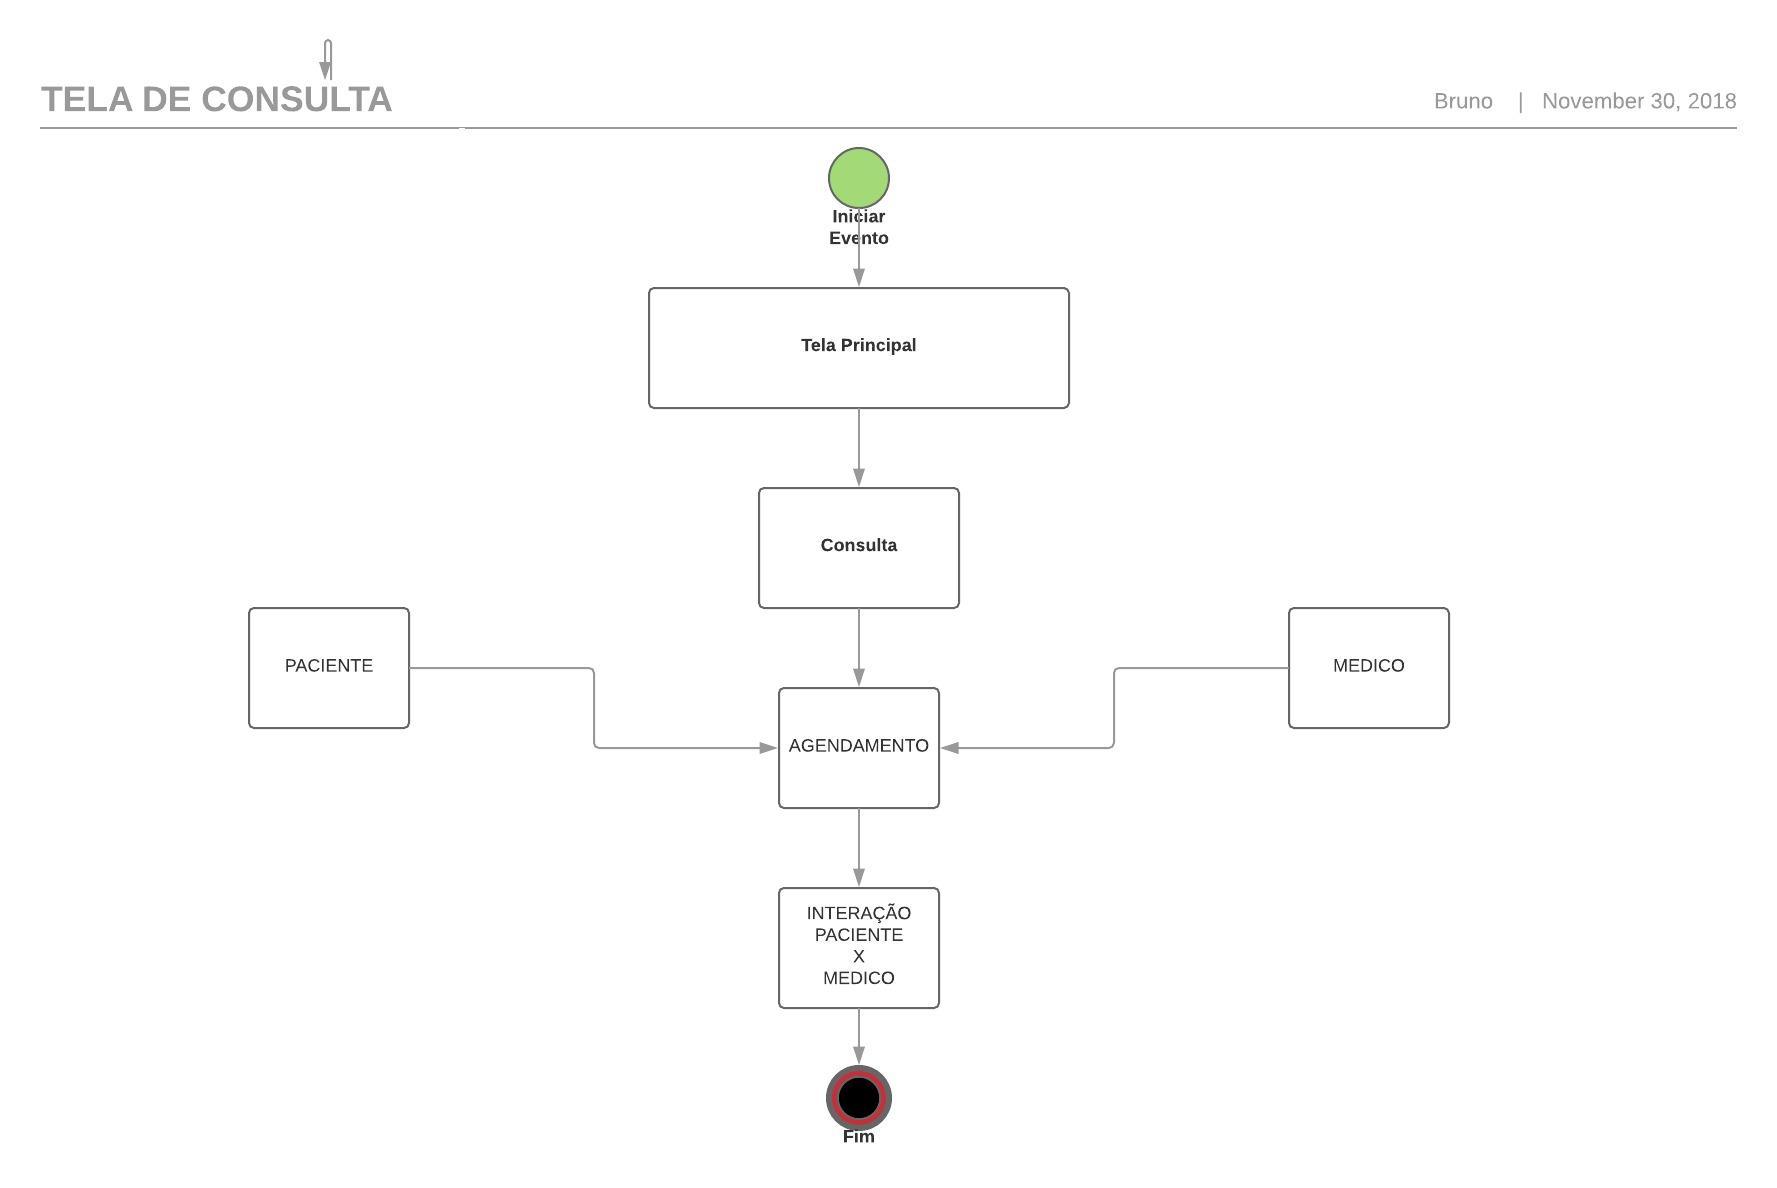 TELA DE CONSULTA
Bruno | November 30, 2018
Iniciar
Evento
Tela Principal
Consulta
PACIENTE
MEDICO
AGENDAMENTO
INTERAÇÃO
PACIENTE
X
MEDICO
Fim